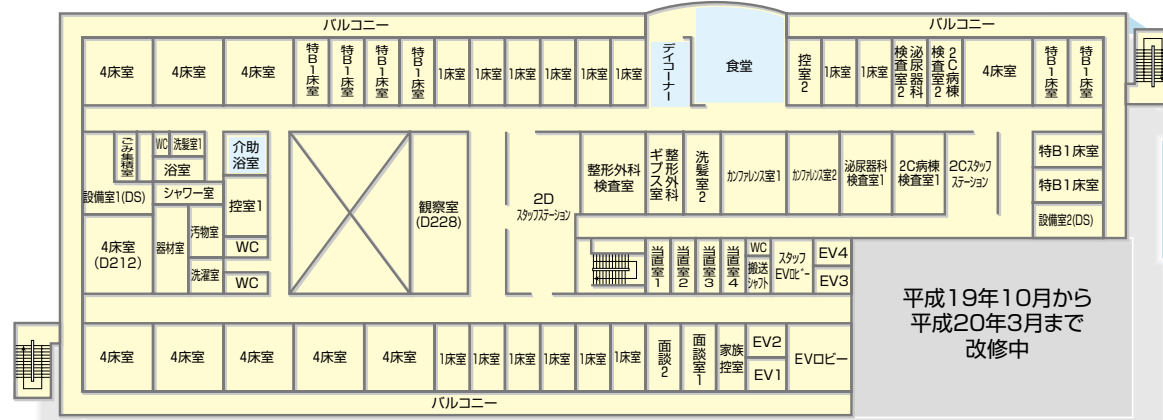 バルコニー
バルコニー
4床室
4床室
4床室
特B1床室
特B1床室
特B1床室
特B1床室
1床室
1床室
1床室
1床室
1床室
1床室
デイコーナー
食堂
控室2
1床室
1床室
泌尿器科検査室2
2C病棟検査室2
4床室
特B1床室
特B1床室
ごみ集積室
WC
洗髪室1
浴室
介助
浴室
設備室1(DS)
シャワー室
控室1
4床室
(D212)
器材室
汚物室
洗濯室
WC
WC
観察室
(D228)
2D
スタッフステーション
整形外科
検査室
整形外科ギプス室
洗髪室2
カンファレンス室1
カンファレンス室2
泌尿器科
検査室1
2C病棟
検査室1
2Cスタッフ
ステーション
特B1床室
特B1床室
設備室2(DS)
当直室1
当直室2
当直室3
当直室4
WC
搬送
シャフト
スタッフ
EVロビー
EV4
EV3
平成19年10月から
平成20年3月まで
改修中
4床室
4床室
4床室
4床室
4床室
1床室
1床室
1床室
1床室
1床室
1床室
面談2
面談室1
家族
控室
EV2
EV1
EVロビー
バルコニー